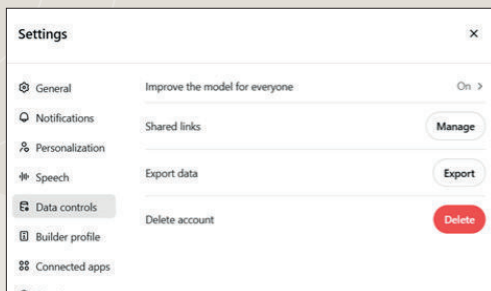 Settings
General
Notifications
Personalization
Speech
Data controls
Builder profile
Connected apps
Improve the model for everyone On
Shared links Manage
Export data Export
Delete account Delete